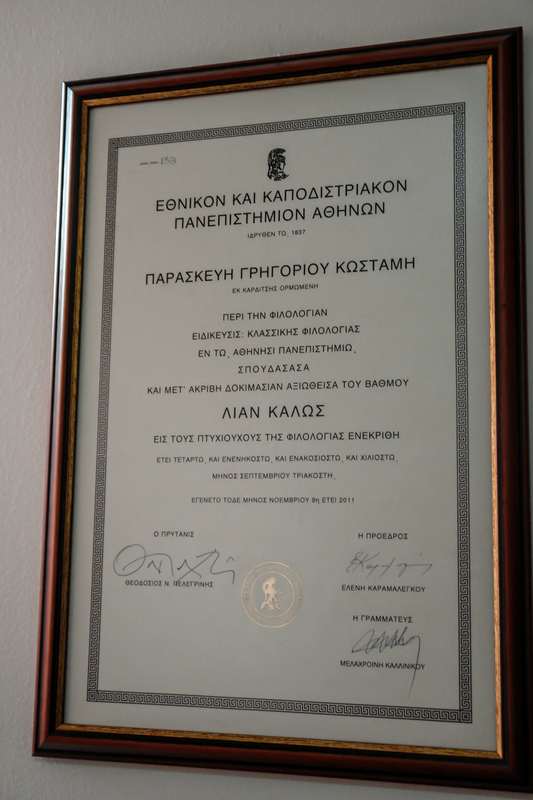 ΕΘΝΙΚΟΝ ΚΑΙ ΚΑΠΟΔΙΣΤΡΙΑΚΟΝ
ΠΑΝΕΠΙΣΤΗΜΙΟΝ ΑΘΗΝΩΝ
ΙΔΡΥΘΕΝ ΤΩͺ 1837
ΠΑΡΑΣΚΕΥΗ ΓΡΗΓΟΡΙΟΥ ΚΩΣΤΑΜΗ
ΕΚ ΚΑΡΔΙΤΣΗΣ ΟΡΜΩΜΕΝΗ
ΠΕΡΙ ΤΗΝ ΦΙΛΟΛΟΓΙΑΝ
ΕΙΔΙΚΕΥΣΙΣ: ΚΛΑΣΣΙΚΗΣ ΦΙΛΟΛΟΓΙΑΣ
ΕΝ ΤΩͺ ΑΘΗΝΗΣΙ ΠΑΝΕΠΙΣΤΗΜΙΩͺ
ΣΠΟΥΔΑΣΑΣΑ
ΚΑΙ ΜΕΤ' ΑΚΡΙΒΗ ΔΟΚΙΜΑΣΙΑΝ ΑΞΙΩΘΕΙΣΑ ΤΟΥ ΒΑΘΜΟΥ
ΛΙΑΝ ΚΑΛΩΣ
ΕΙΣ ΤΟΥΣ ΠΤΥΧΙΟΥΧΟΥΣ ΤΗΣ ΦΙΛΟΛΟΓΙΑΣ ΕΝΕΚΡΙΘΗ
ΕΤΕΙ ΤΕΤΑΡΤΩͺ ΚΑΙ ΕΝΕΝΗΚΟΣΤΩͺ ΚΑΙ ΕΝΑΚΟΣΙΟΣΤΩͺ ΚΑΙ ΧΙΛΙΟΣΤΩͺ
ΜΗΝΟΣ ΣΕΠΤΕΜΒΡΙΟΥ ΤΡΙΑΚΟΣΤΗͺ
ΕΓΕΝΕΤΟ ΤΟΔΕ ΜΗΝΟΣ ΝΟΕΜΒΡΙΟΥ 9η ΕΤΕΙ 2011
Ο ΠΡΥΤΑΝΙΣ
ΘΕΟΔΟΣΙΟΣ Ν. ΠΕΛΕΓΡΙΝΗΣ
Η ΠΡΟΕΔΡΟΣ
ΕΛΕΝΗ ΚΑΡΑΜΑΛΕΓΚΟΥ
Η ΓΡΑΜΜΑΤΕΥΣ
ΜΕΛΑΧΡΟΙΝΗ ΚΑΛΛΙΝΙΚΟΥ